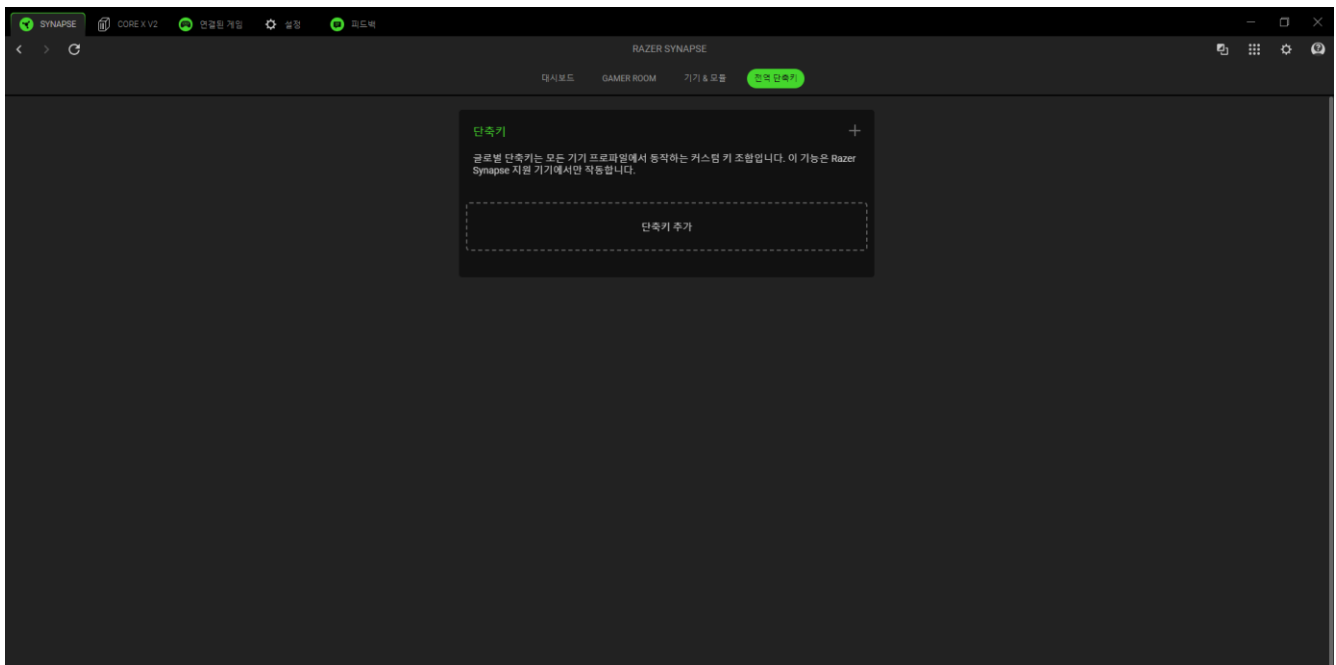 SYNAPSE CORE X V2 연결된 게임 설정 피드백
RAZER SYNAPSE
대시보드 GAMER ROOM 기기 & 모듈 전역 단축키
단축키
글로벌 단축키는 모든 기기 프로파일에서 동작하는 커스텀 키 조합입니다. 이 기능은 Razer
Synapse 지원 기기에서만 작동합니다.
단축키 추가